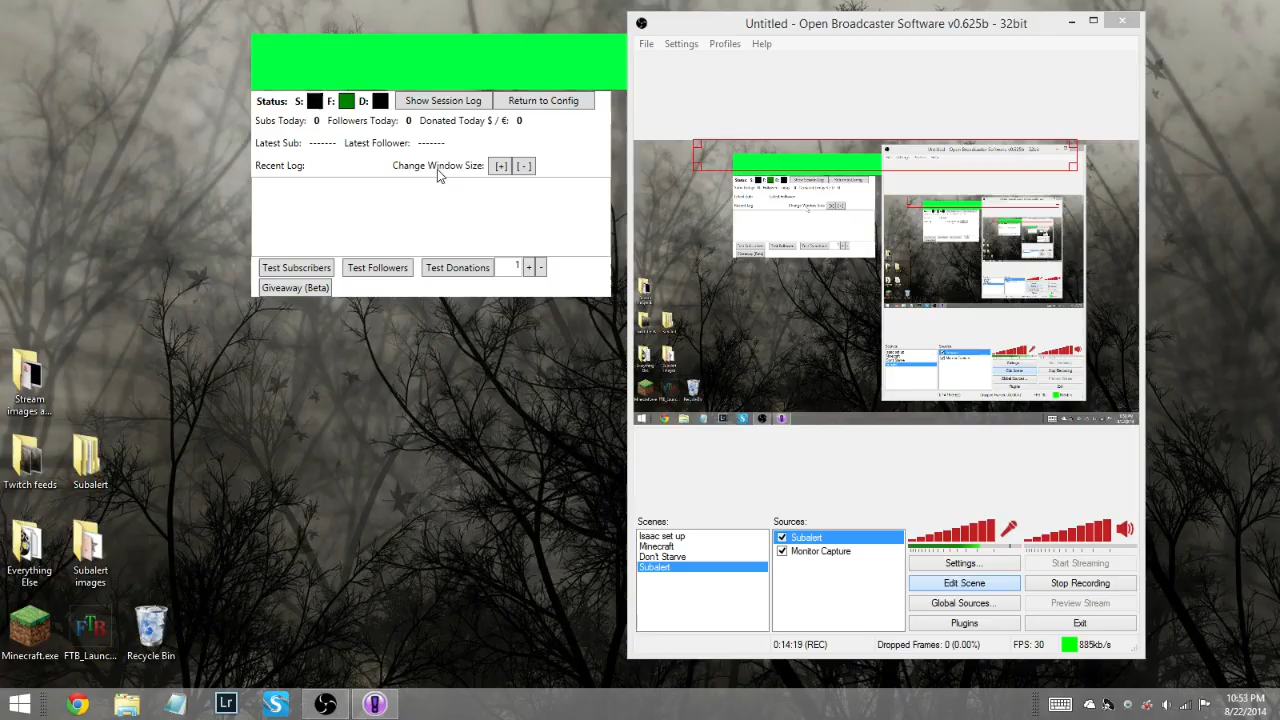 Untitled - Open Broadcaster Software v0.625b - 32bit
File Settings Profiles Help
Status: S: F: D: Show Session Log Return to Config
Subs Today: 0 Followers Today: 0 Donated Today $ / €: 0
Latest Sub: ------- Latest Follower: -------
Recent Log: Change Window Size: [+] [ - ]
Test Subscribers Test Followers Test Donations 1 + -
Giveaway (Beta)
Stream images a...
Twitch feeds
Subalert
Everything Else
Subalert images
Minecraft.exe
FTB_Launc...
Recycle Bin
Scenes:
Isaac set up
Minecraft
Don't Starve
Subalert
Sources:
Subalert
Monitor Capture
Settings... Start Streaming
Edit Scene Stop Recording
Global Sources... Preview Stream
Plugins Exit
0:14:19 (REC) Dropped Frames: 0 (0.00%) FPS: 30 885kb/s
Lr
10:53 PM
8/22/2014